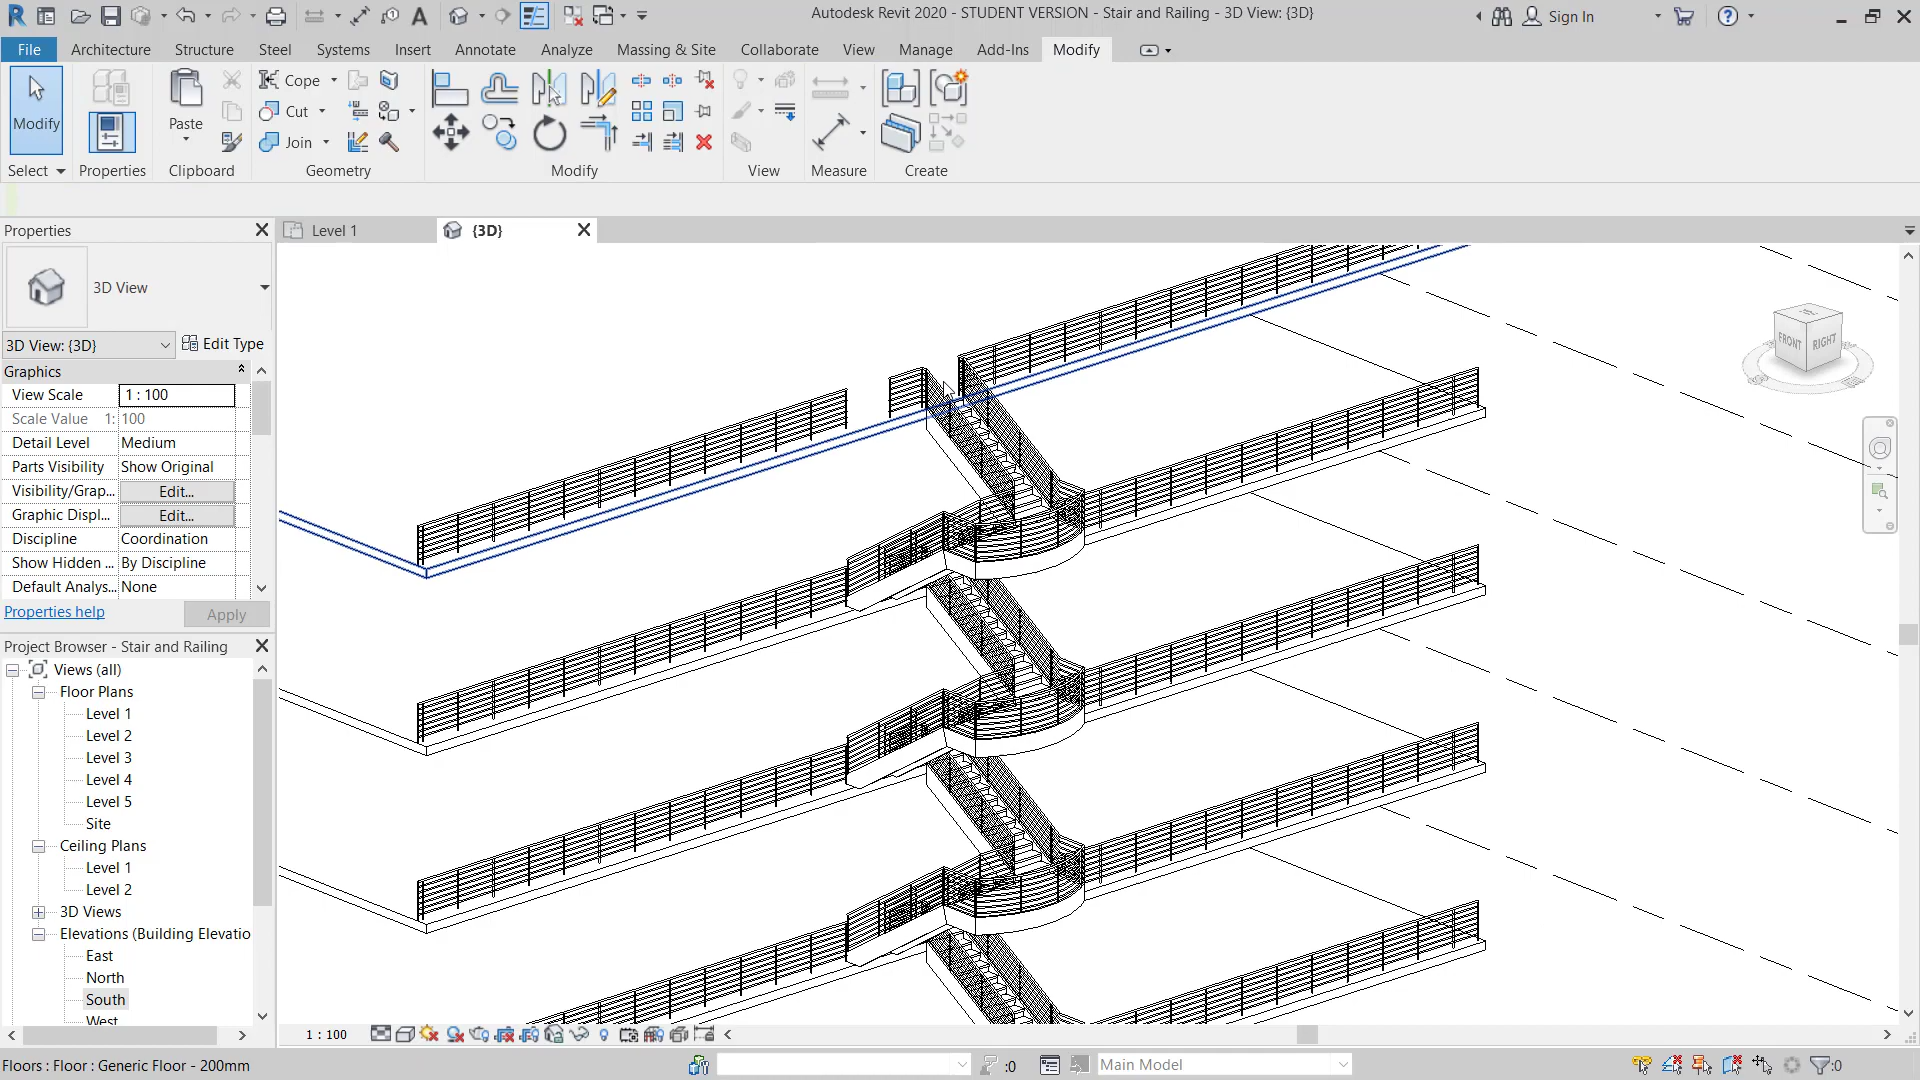 Autodesk Revit 2020 - STUDENT VERSION - Stair and Railing - 3D View: {3D}
Sign In
File
Architecture
Structure
Steel
Systems
Insert
Annotate
Analyze
Massing & Site
Collaborate
View
Manage
Add-Ins
Modify
Modify
Paste
Cope
Cut
Join
Select
Properties
Clipboard
Geometry
Modify
View
Measure
Create
Properties
Level 1
{3D}
3D View
3D View: {3D}
Edit Type
Graphics
View Scale
1 : 100
Scale Value 1:
100
Detail Level
Medium
Parts Visibility
Show Original
Visibility/Grap...
Edit...
Graphic Displ...
Edit...
Discipline
Coordination
Show Hidden ...
By Discipline
Default Analys...
None
Properties help
Apply
FRONT
RIGHT
Project Browser - Stair and Railing
Views (all)
Floor Plans
Level 1
Level 2
Level 3
Level 4
Level 5
Site
Ceiling Plans
Level 1
Level 2
3D Views
Elevations (Building Elevatio
East
North
South
West
1 : 100
Floors : Floor : Generic Floor - 200mm
:0
Main Model
:0